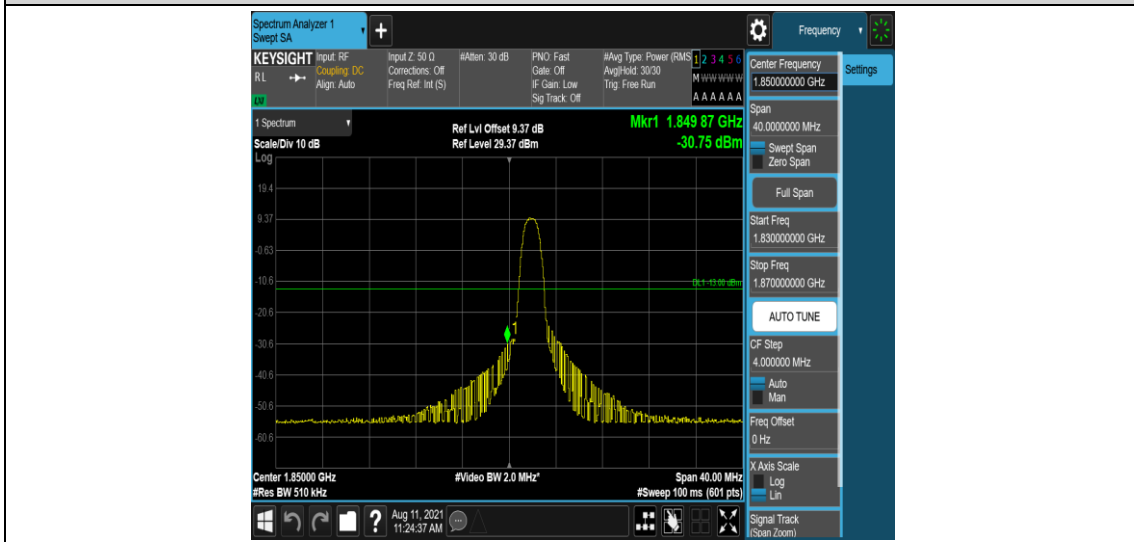 Spectrum Analyzer 1
Swept SA
Frequency
KEYSIGHT
RL
LXI
Input: RF
Coupling: DC
Align: Auto
Input Z: 50 Ω
Corrections: Off
Freq Ref: Int (S)
#Atten: 30 dB
PNO: Fast
Gate: Off
IF Gain: Low
Sig Track: Off
#Avg Type: Power (RMS
Avg|Hold: 30/30
Trig: Free Run
1 2 3 4 5 6
M W W W W W
A A A A A A
1 Spectrum
Scale/Div 10 dB
Log
Ref Lvl Offset 9.37 dB
Ref Level 29.37 dBm
Mkr1 1.849 87 GHz
-30.75 dBm
19.4
9.37
-0.63
-10.6
-20.6
-30.6
-40.6
-50.6
-60.6
DL1 -13.00 dBm
1
Center 1.85000 GHz
#Res BW 510 kHz
#Video BW 2.0 MHz*
Span 40.00 MHz
#Sweep 100 ms (601 pts)
Center Frequency
1.850000000 GHz
Settings
Span
40.0000000 MHz
Swept Span
Zero Span
Full Span
Start Freq
1.830000000 GHz
Stop Freq
1.870000000 GHz
AUTO TUNE
CF Step
4.000000 MHz
Auto
Man
Freq Offset
0 Hz
X Axis Scale
Log
Lin
Signal Track
(Span Zoom)
?
Aug 11, 2021
11:24:37 AM